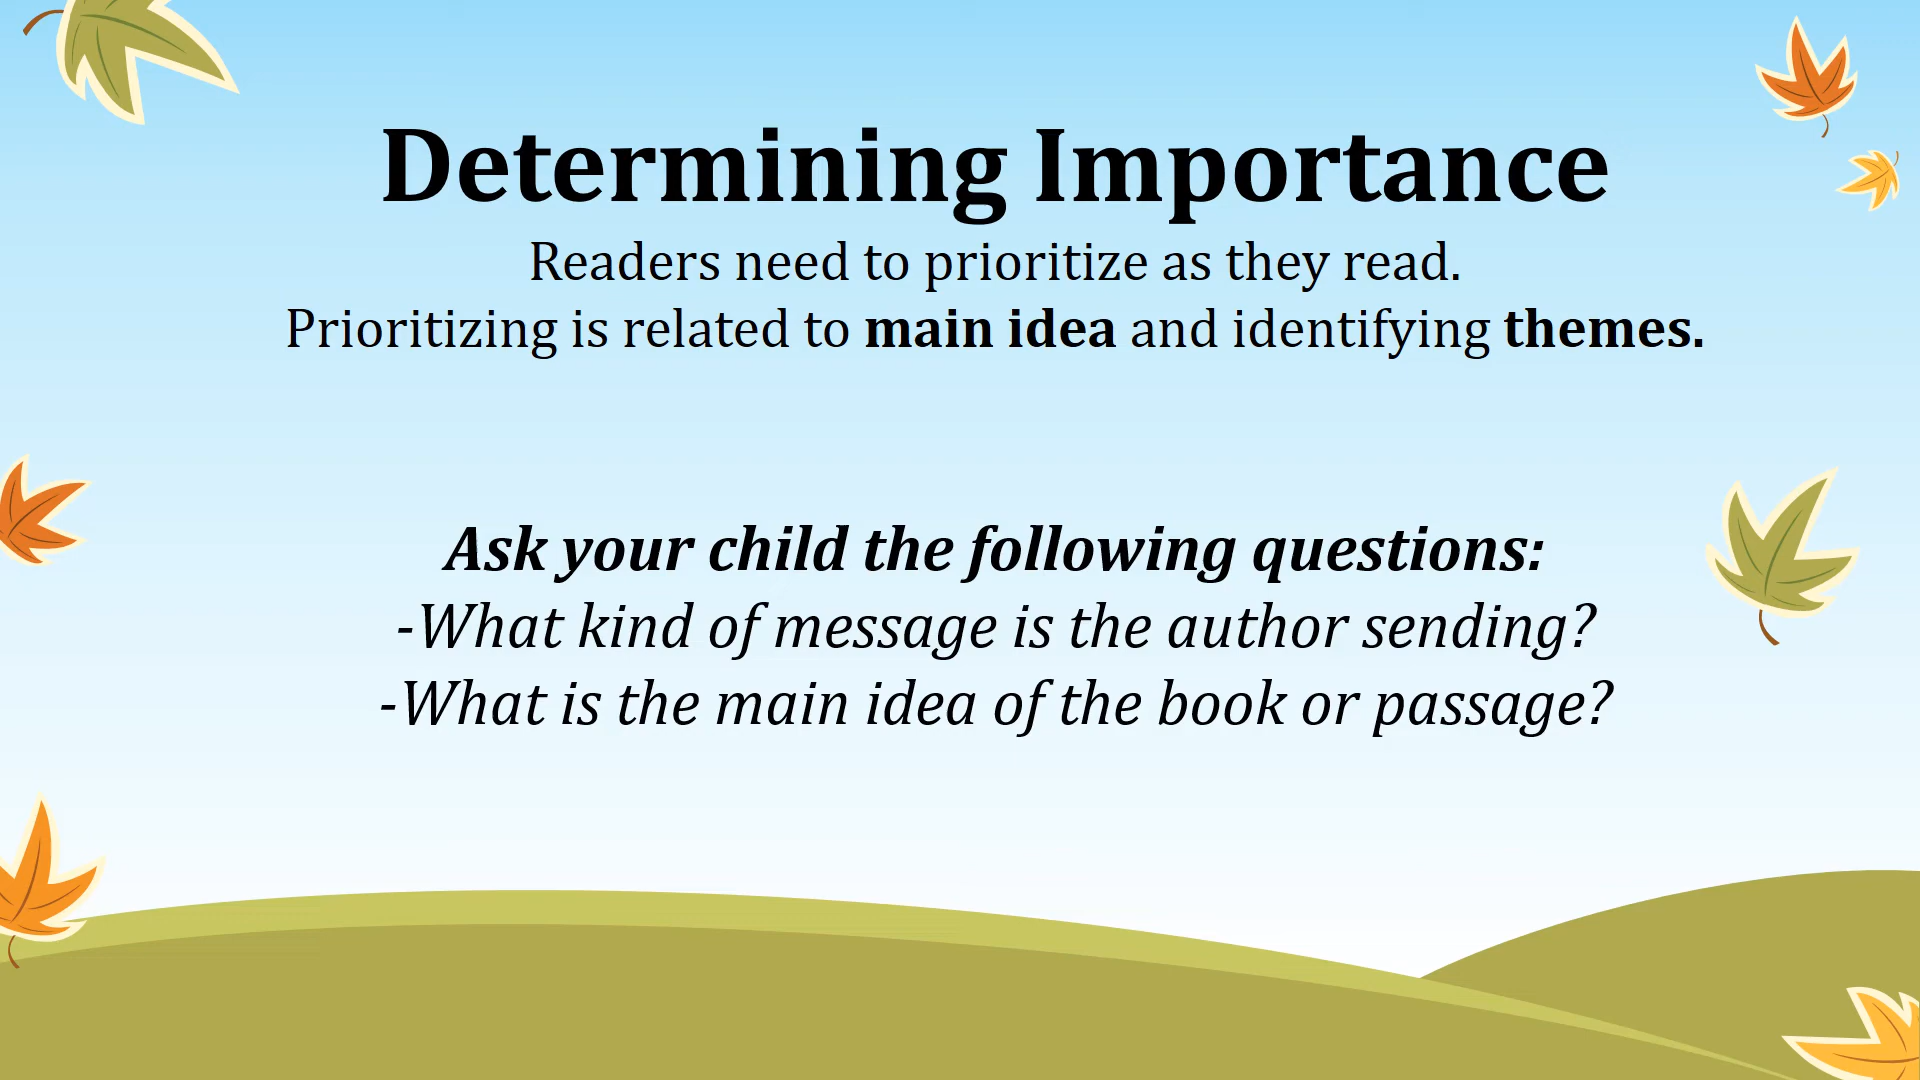 Determining Importance
Readers need to prioritize as they read.
Prioritizing is related to main idea and identifying themes.
Ask your child the following questions:
-What kind of message is the author sending?
-What is the main idea of the book or passage?